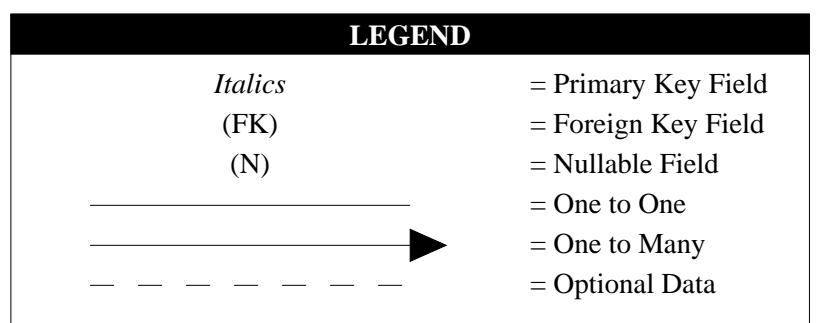 LEGEND
Italics = Primary Key Field
(FK) = Foreign Key Field
(N) = Nullable Field
= One to One
= One to Many
= Optional Data